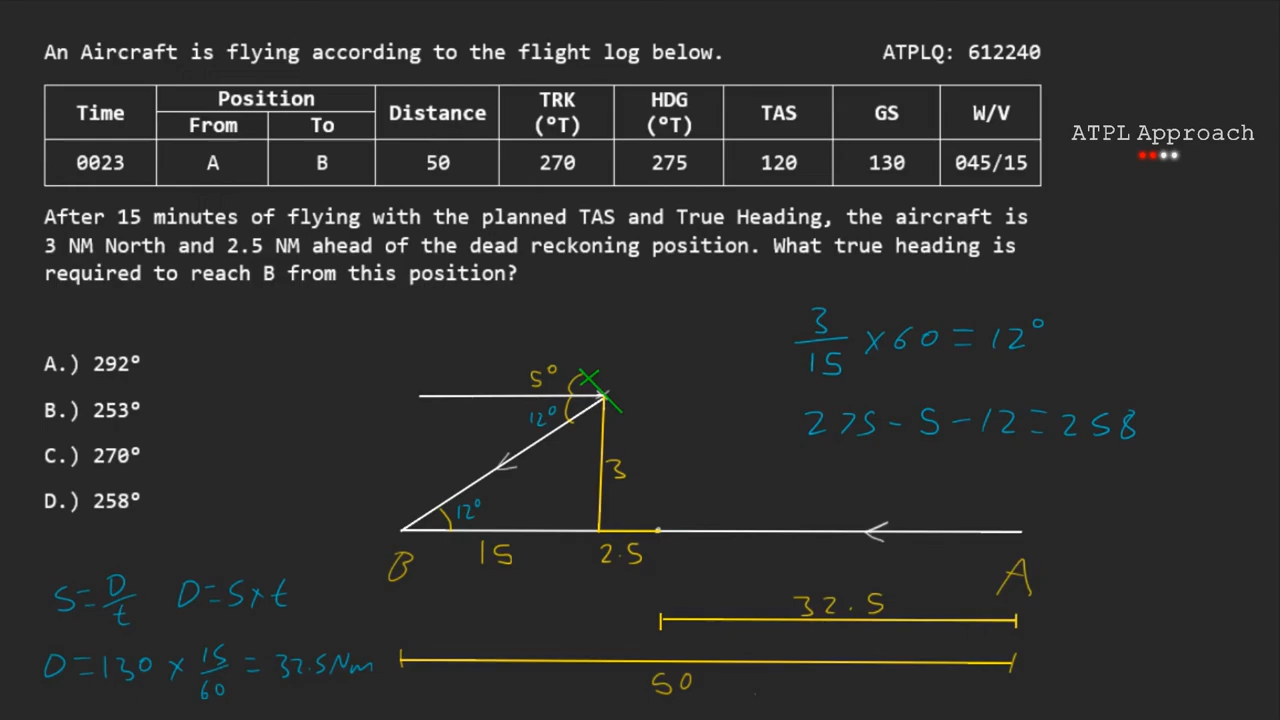 An Aircraft is flying according to the flight log below. ATPLQ: 612240
Time Position Distance TRK (°T) HDG (°T) TAS GS W/V
From To
0023 A B 50 270 275 120 130 045/15
ATPL Approach
After 15 minutes of flying with the planned TAS and True Heading, the aircraft is
3 NM North and 2.5 NM ahead of the dead reckoning position. What true heading is
required to reach B from this position?
A.) 292°
B.) 253°
C.) 270°
D.) 258°
3/15 × 60 = 12°
275 - 5 - 12 = 258
5°
12°
3
12°
15 2.5
B A
S = D/t D = S × t
32.5
D = 130 × 15/60 = 32.5 Nm
50